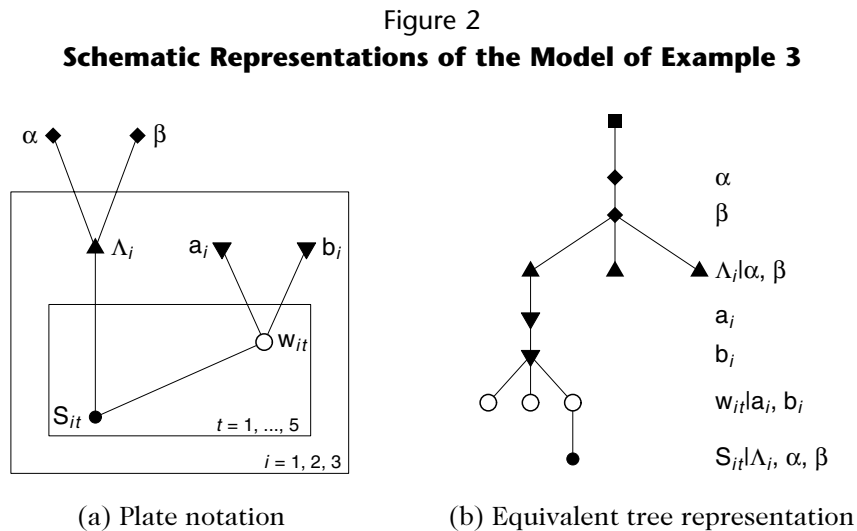 Figure 2
Schematic Representations of the Model of Example 3
α
β
Λi
ai
bi
wit
Sit
t = 1, ..., 5
i = 1, 2, 3
(a) Plate notation
α
β
Λi|α, β
ai
bi
wit|ai, bi
Sit|Λi, α, β
(b) Equivalent tree representation